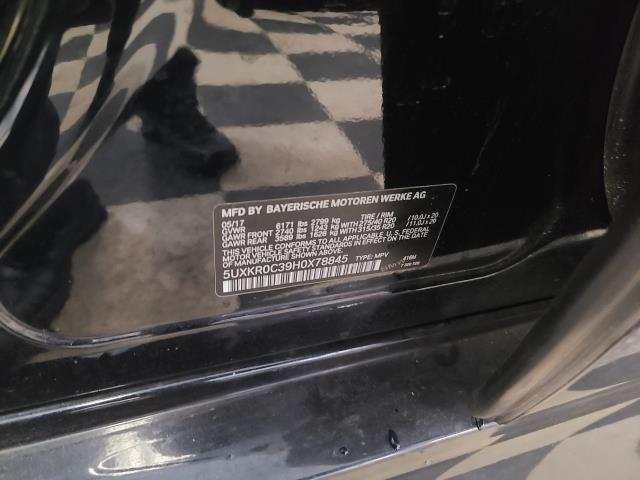 MFD BY BAYERISCHE MOTOREN WERKE AG
05/17 6171 lbs 2799 kg TIRE / RIM
GVWR
GAWR FRONT 2740 lbs 1243 kg WITH 275/40 R20 /10.0J x 20
GAWR REAR 3589 lbs 1628 kg WITH 315/35 R20 /11.0J x 20
THIS VEHICLE CONFORMS TO ALL APPLICABLE U.S. FEDERAL
MOTOR VEHICLE SAFETY STANDARDS IN EFFECT ON THE DATE OF
MANUFACTURE SHOWN ABOVE.
5UXKR0C39H0X78845 TYPE: MPV
416M